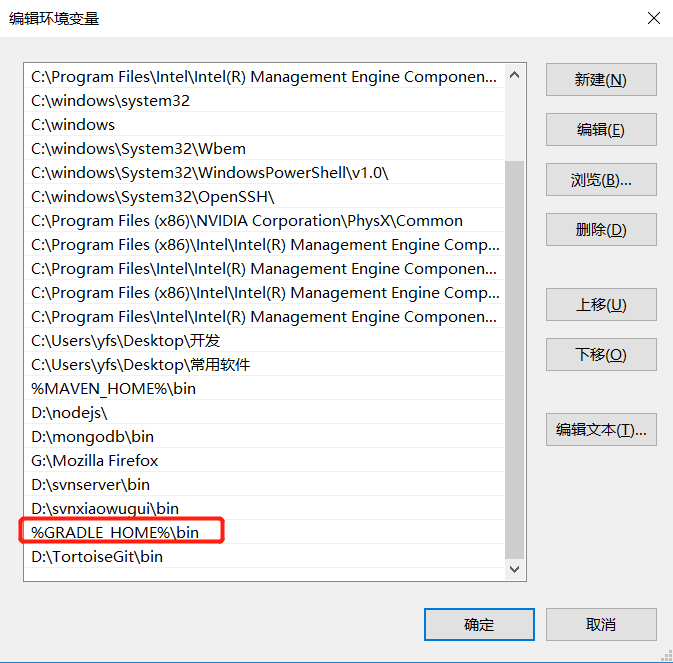 编辑环境变量
C:\Program Files\Intel\Intel(R) Management Engine Componen...
C:\windows\system32
C:\windows
C:\windows\System32\Wbem
C:\windows\System32\WindowsPowerShell\v1.0\
C:\windows\System32\OpenSSH\
C:\Program Files (x86)\NVIDIA Corporation\PhysX\Common
C:\Program Files (x86)\Intel\Intel(R) Management Engine Comp...
C:\Program Files\Intel\Intel(R) Management Engine Componen...
C:\Program Files (x86)\Intel\Intel(R) Management Engine Comp...
C:\Program Files\Intel\Intel(R) Management Engine Componen...
C:\Users\yfs\Desktop\开发
C:\Users\yfs\Desktop\常用软件
%MAVEN_HOME%\bin
D:\nodejs\
D:\mongodb\bin
G:\Mozilla Firefox
D:\svnserver\bin
D:\svnxiaowugui\bin
%GRADLE_HOME%\bin
D:\TortoiseGit\bin
新建(N)
编辑(E)
浏览(B)...
删除(D)
上移(U)
下移(O)
编辑文本(T)...
确定
取消